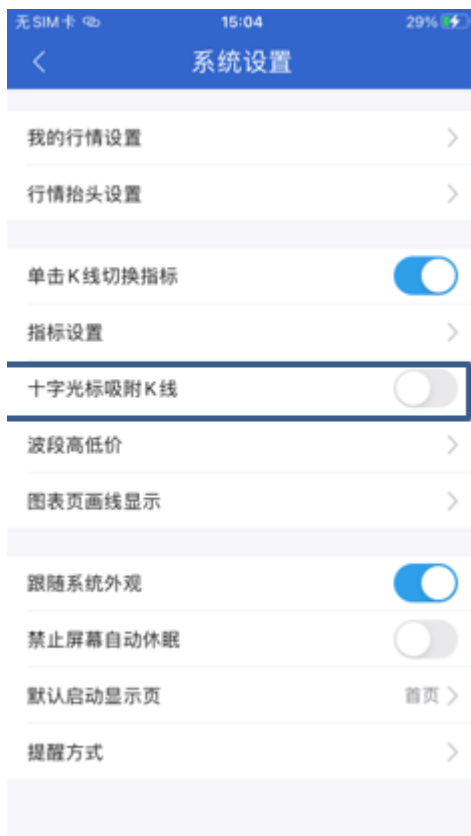 无SIM卡 15:04 29%
系统设置
我的行情设置
行情抬头设置
单击K线切换指标
指标设置
十字光标吸附K线
波段高低价
图表页画线显示
跟随系统外观
禁止屏幕自动休眠
默认启动显示页 首页
提醒方式